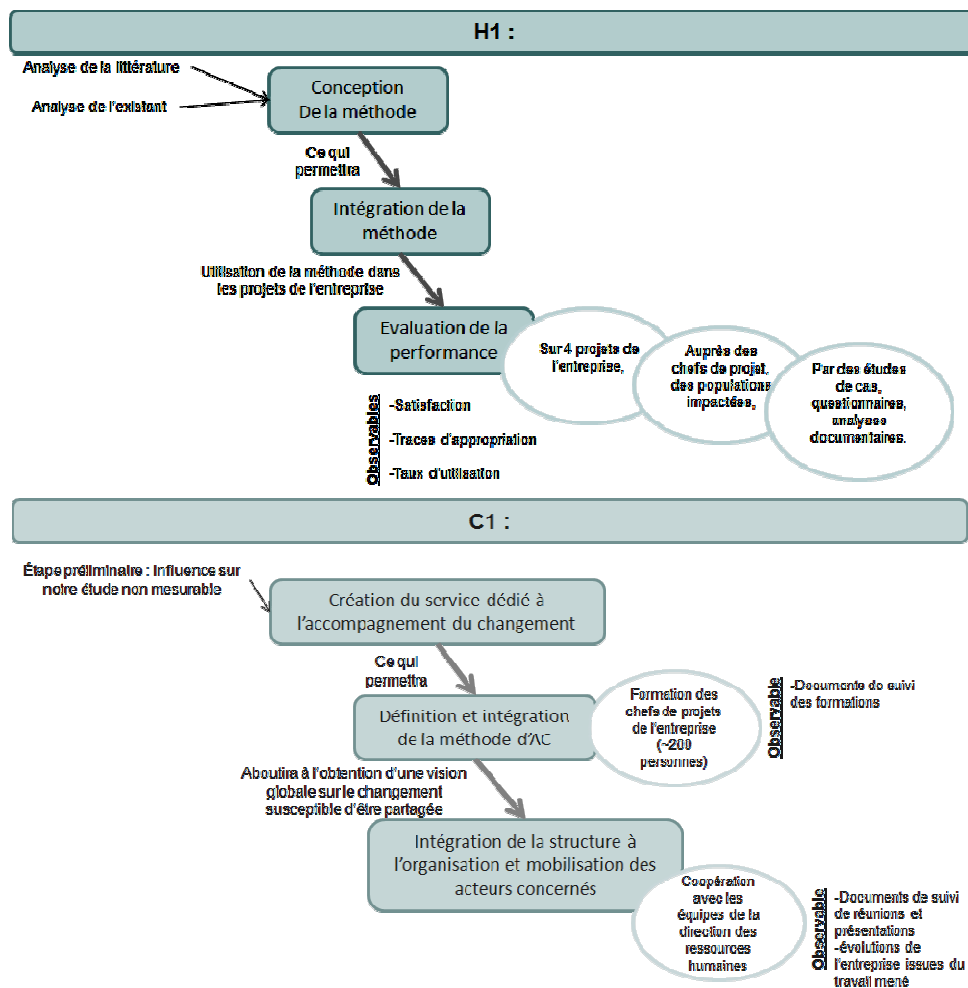 H1 :
Analyse de la littérature
Analyse de l'existant
Conception
De la méthode
Ce qui
permettra
Intégration de la
méthode
Utilisation de la méthode dans
les projets de l'entreprise
Evaluation de la
performance
Sur 4 projets de
l'entreprise,
Auprès des
chefs de projet,
des populations
impactées,
Par des études
de cas,
questionnaires,
analyses
documentaires.
Observables
-Satisfaction
-Traces d'appropriation
-Taux d'utilisation
C1 :
Étape préliminaire : Influence sur
notre étude non mesurable
Création du service dédié à
l'accompagnement du changement
Ce qui
permettra
Définition et intégration
de la méthode d'AC
Formation des
chefs de projets
de l'entreprise
(~200
personnes)
Observable
-Documents de suivi
des formations
Aboutira à l'obtention d'une vision
globale sur le changement
susceptible d'être partagée
Intégration de la structure à
l'organisation et mobilisation des
acteurs concernés
Coopération
avec les
équipes de la
direction des
ressources
humaines
Observable
-Documents de suivi
de réunions et
présentations
-évolutions de
l'entreprise issues du
travail mené